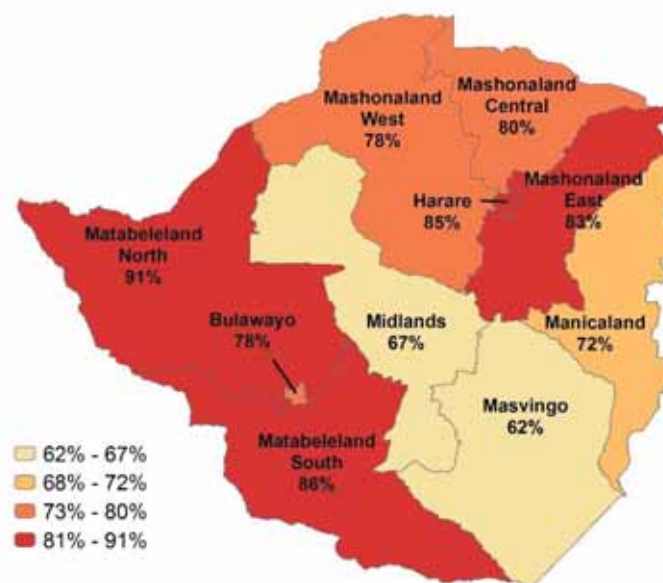 Mashonaland
West
78%
Mashonaland
Central
80%
Harare
85%
Mashonaland
East
83%
Matabeleland
North
91%
Bulawayo
78%
Midlands
67%
Manicaland
72%
Masvingo
62%
Matabeleland
South
86%
62% - 67%
68% - 72%
73% - 80%
81% - 91%